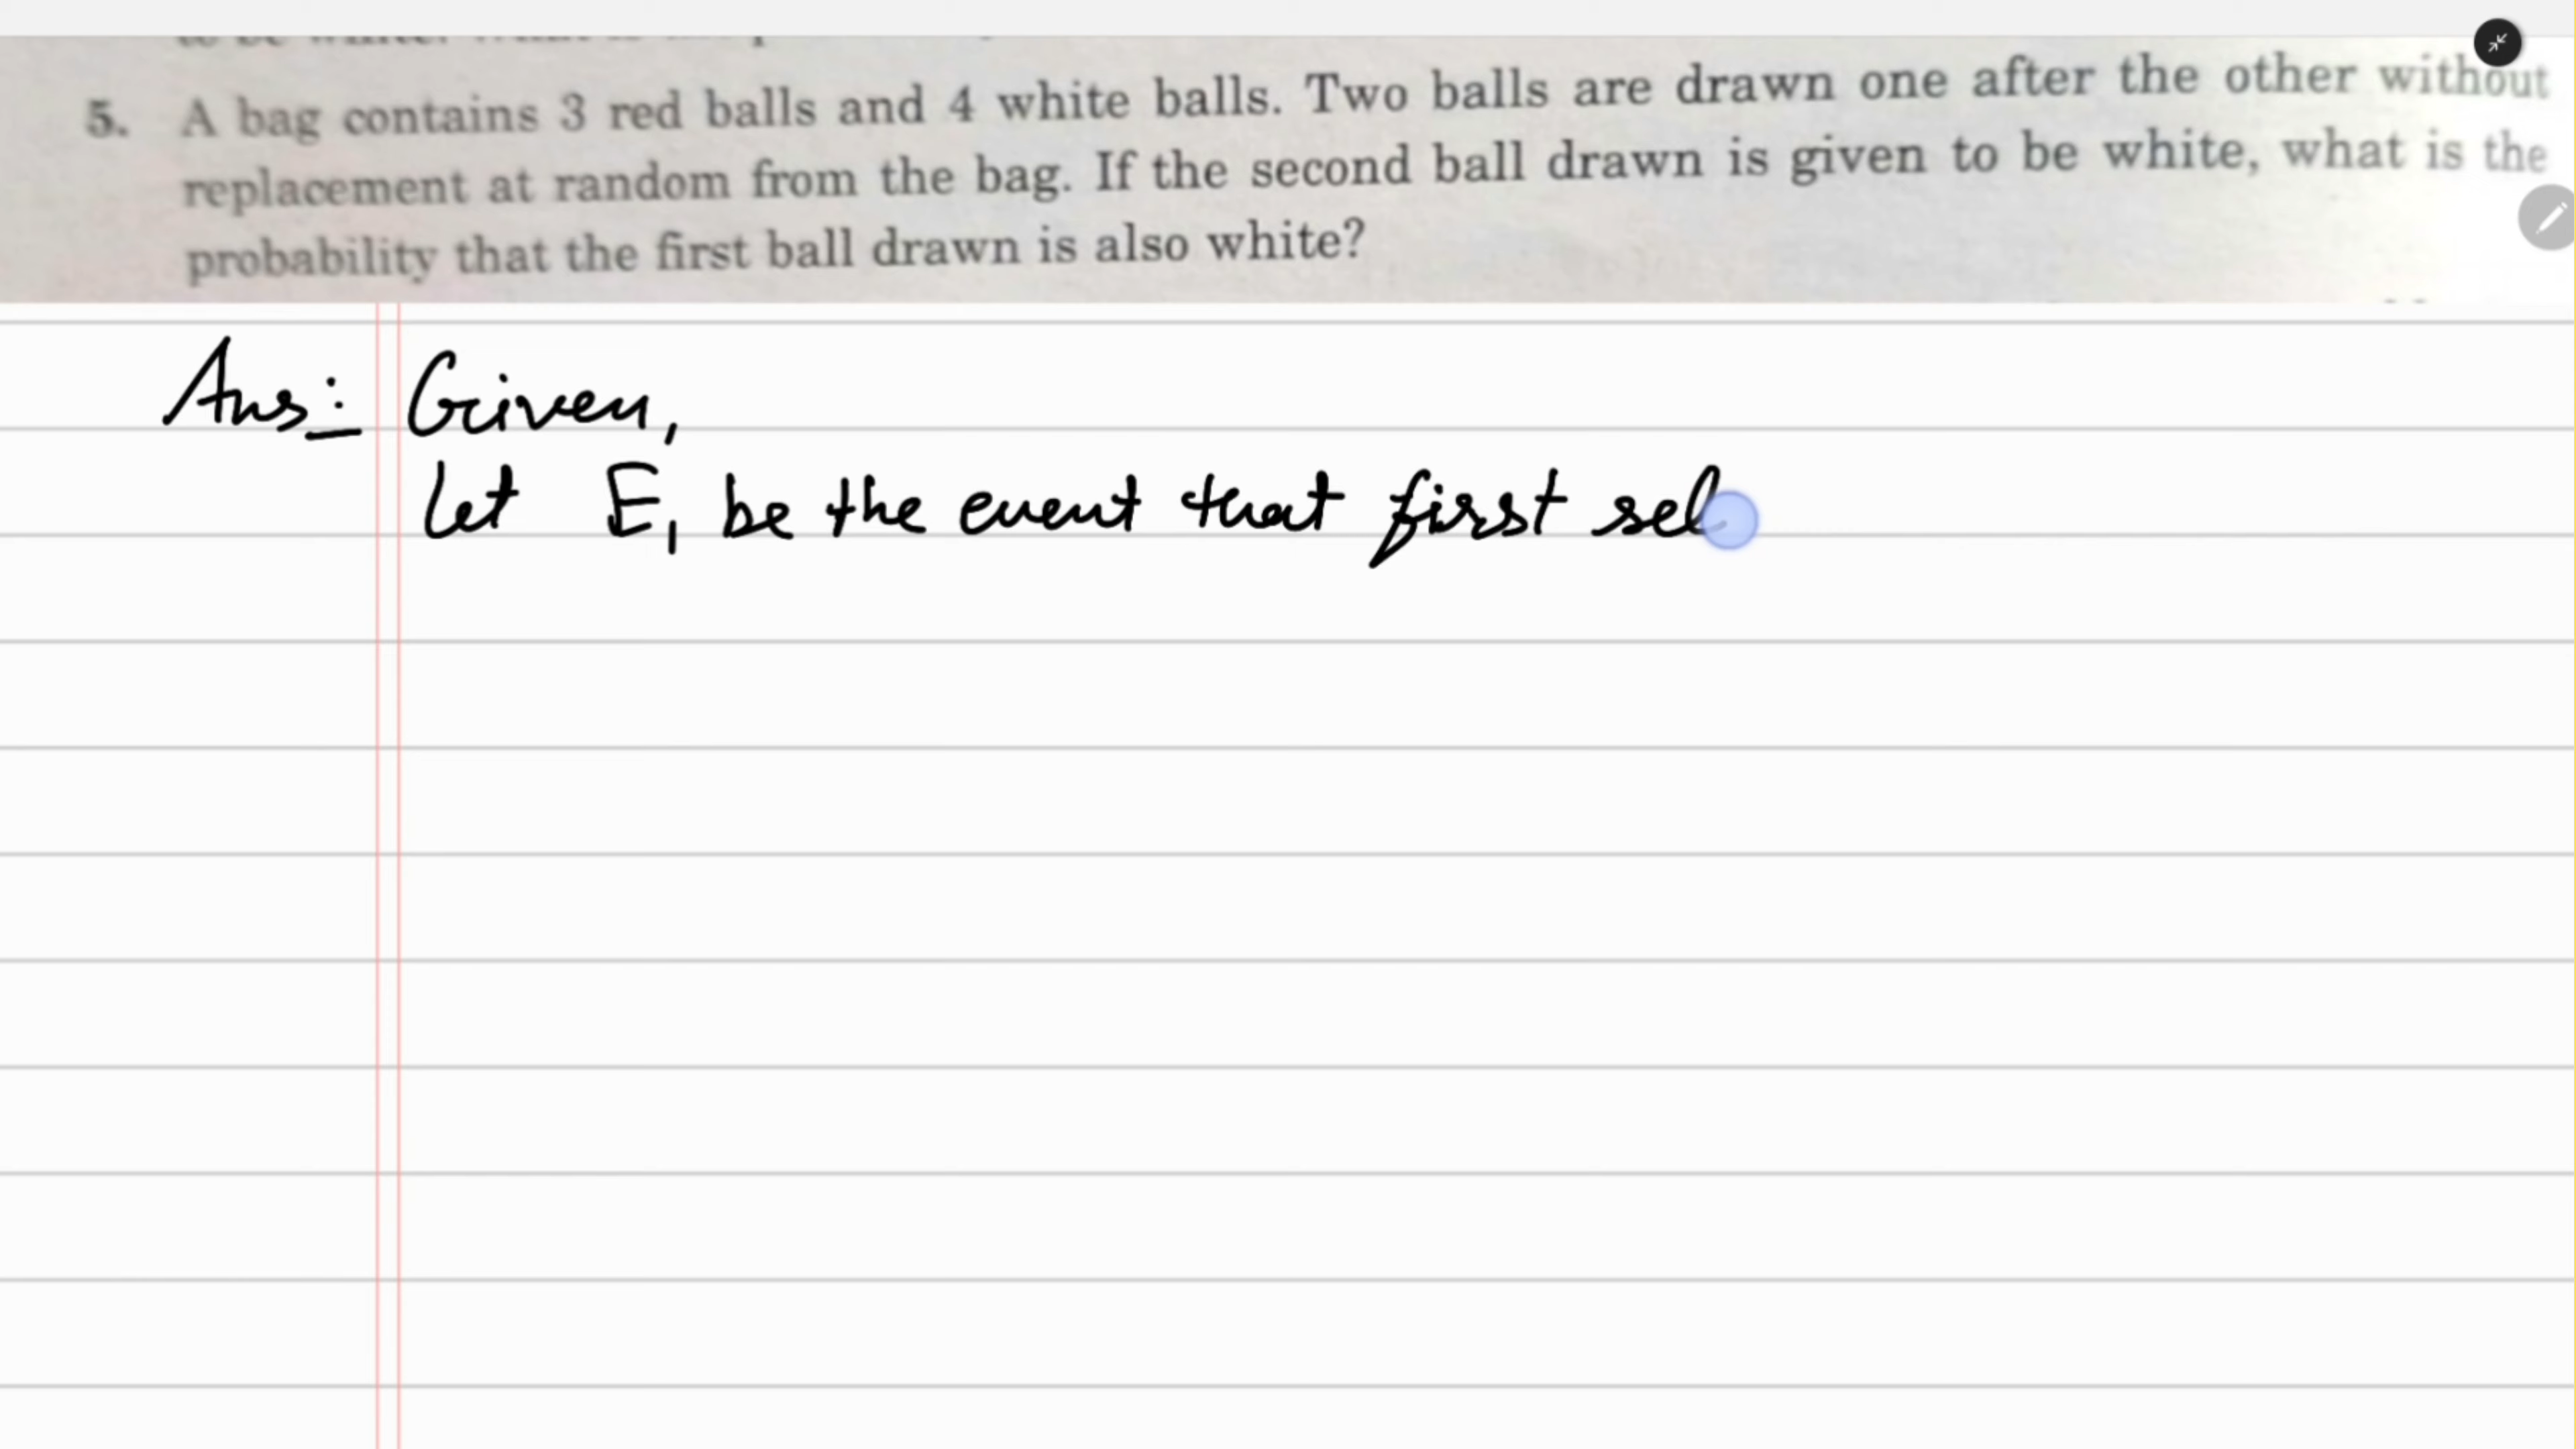 5. A bag contains 3 red balls and 4 white balls. Two balls are drawn one after the other without
replacement at random from the bag. If the second ball drawn is given to be white, what is the
probability that the first ball drawn is also white?
Ans:- Given,
Let E₁ be the event that first sel